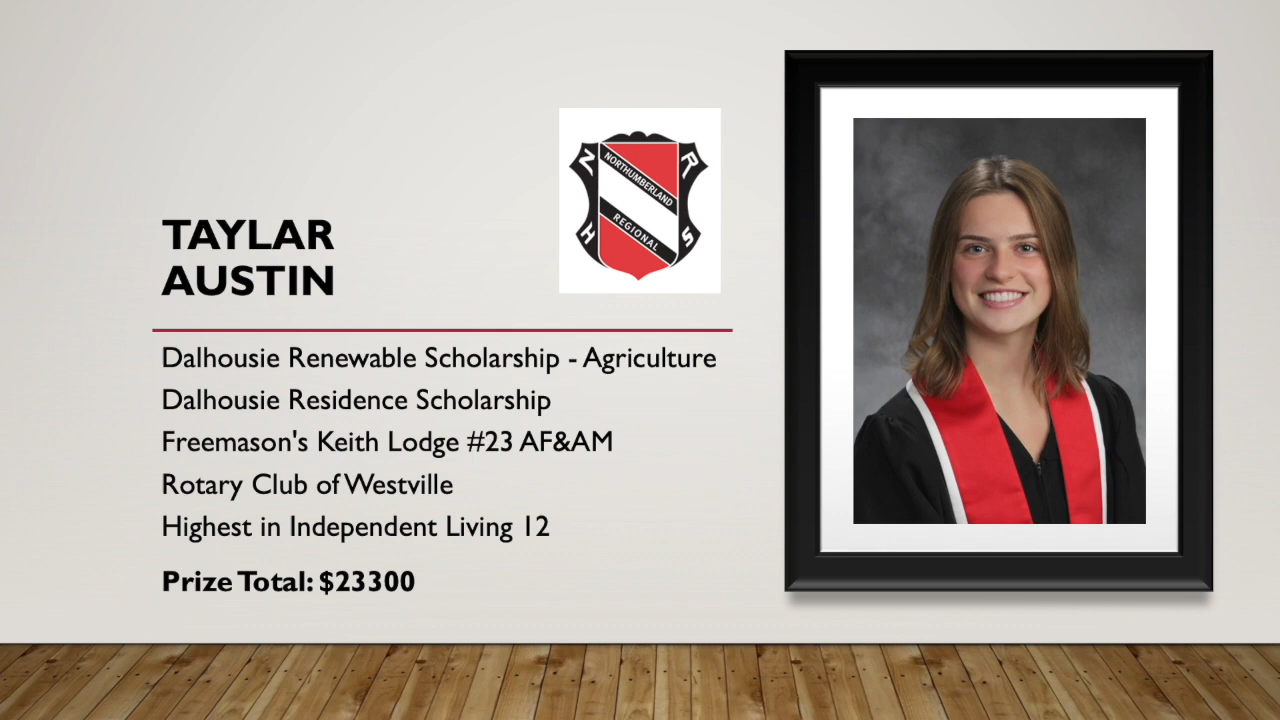 TAYLAR
AUSTIN
N R
NORTHUMBERLAND
REGIONAL
H S
Dalhousie Renewable Scholarship - Agriculture
Dalhousie Residence Scholarship
Freemason's Keith Lodge #23 AF&AM
Rotary Club of Westville
Highest in Independent Living 12
Prize Total: $23300